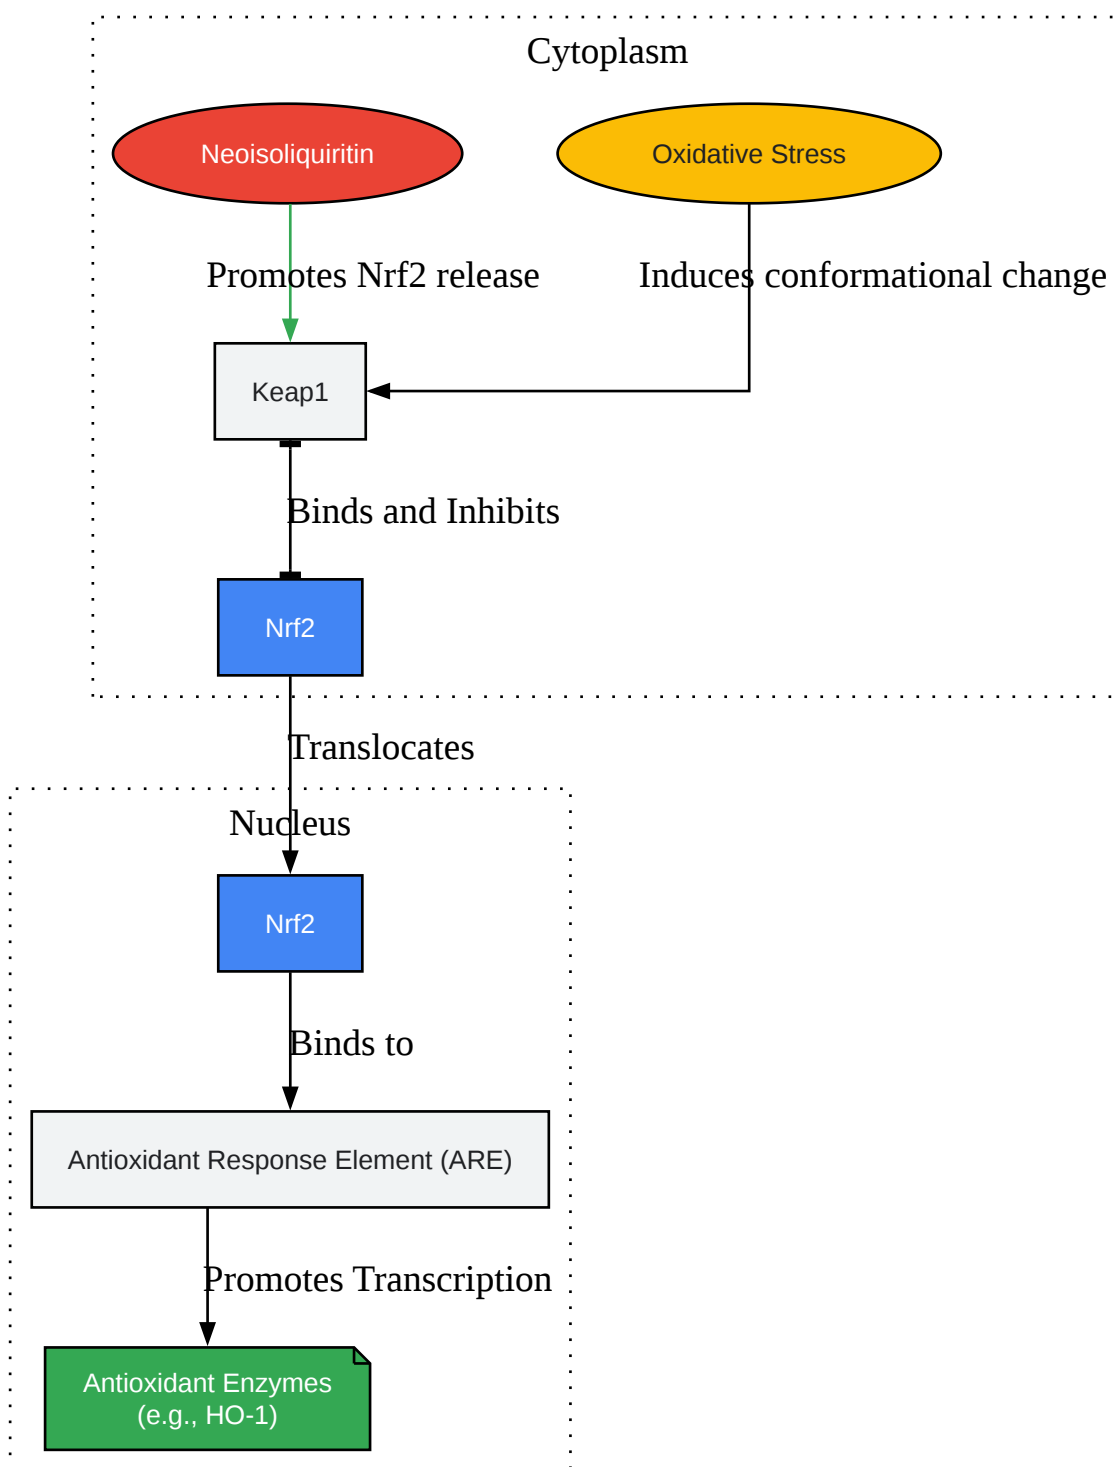 Cytoplasm
Neoisoliquiritin
Oxidative Stress
Promotes Nrf2 release
Induces conformational change
Keap1
Binds and Inhibits
Nrf2
Translocates
Nucleus
Nrf2
Binds to
Antioxidant Response Element (ARE)
Promotes Transcription
Antioxidant Enzymes
(e.g., HO-1)